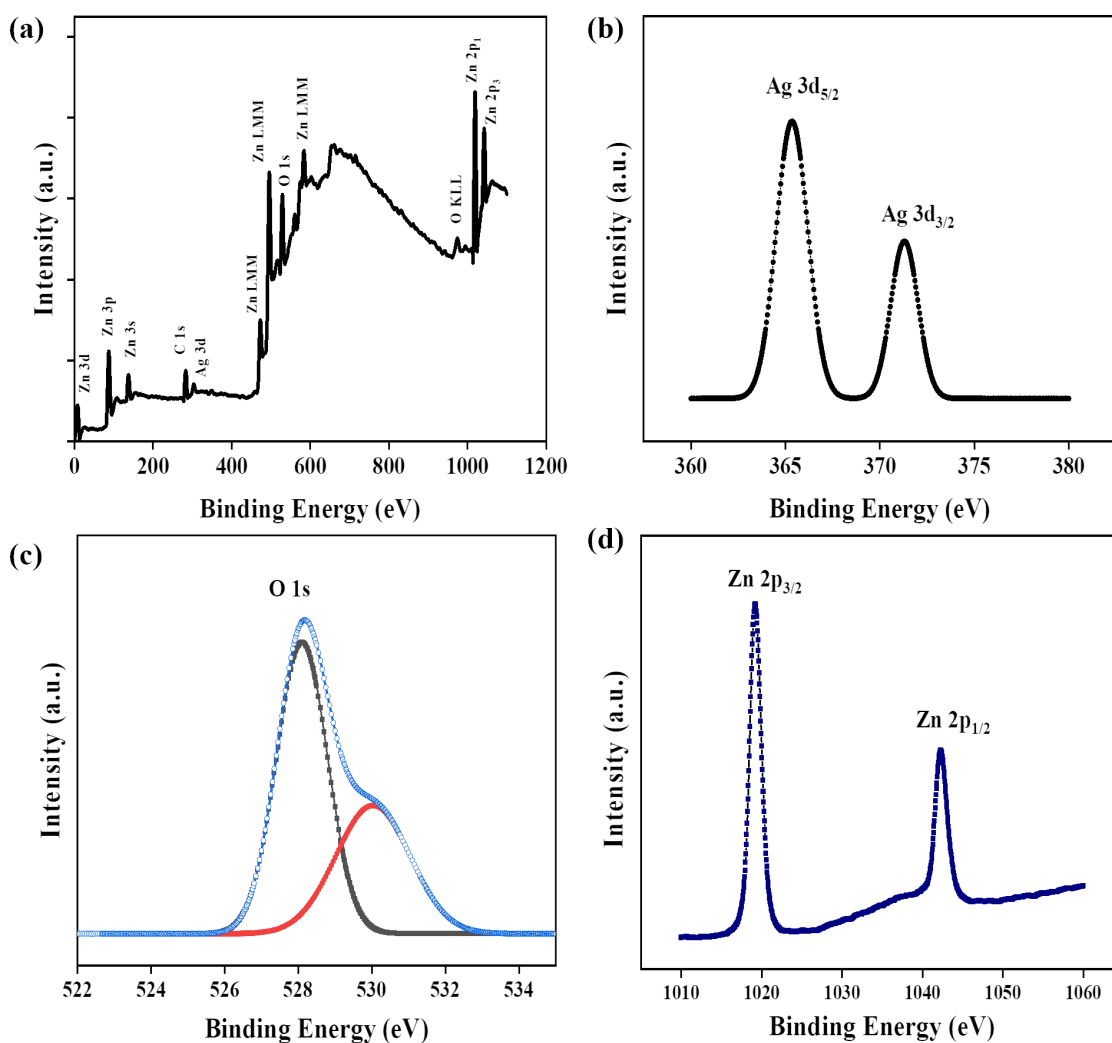 (a)
Intensity (a.u.)
Zn 3d
Zn 3p
Zn 3s
C 1s
Ag 3d
Zn LMM
Zn LMM
O 1s
Zn LMM
O KLL
Zn 2p1
Zn 2p3
0 200 400 600 800 1000 1200
Binding Energy (eV)
(b)
Intensity (a.u.)
Ag 3d5/2
Ag 3d3/2
360 365 371 375 380
Binding Energy (eV)
(c)
Intensity (a.u.)
O 1s
522 524 526 528 530 532 534
Binding Energy (eV)
(d)
Intensity (a.u.)
Zn 2p3/2
Zn 2p1/2
1010 1020 1030 1040 1050 1060
Binding Energy (eV)